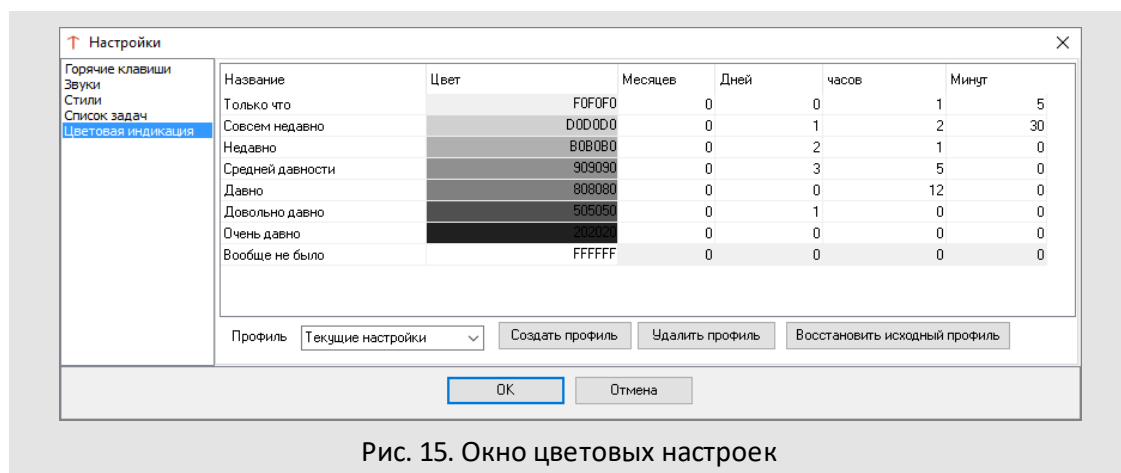 Настройки
Горячие клавиши
Звуки
Стили
Список задач
Цветовая индикация
Название Цвет Месяцев Дней часов Минут
Только что F0F0F0 0 0 1 5
Совсем недавно D0D0D0 0 1 2 30
Недавно B0B0B0 0 2 1 0
Средней давности 909090 0 3 5 0
Давно 808080 0 0 12 0
Довольно давно 505050 0 1 0 0
Очень давно 202020 0 0 0 0
Вообще не было FFFFFF 0 0 0 0
Профиль Текущие настройки Создать профиль Удалить профиль Восстановить исходный профиль
OK Отмена
Рис. 15. Окно цветовых настроек